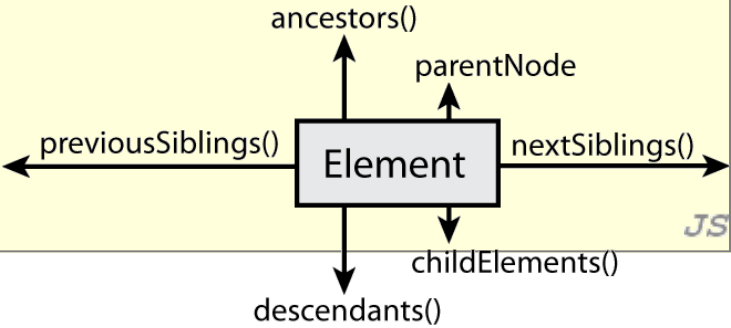 ancestors()
parentNode
previousSiblings()
Element
nextSiblings()
JS
childElements()
descendants()